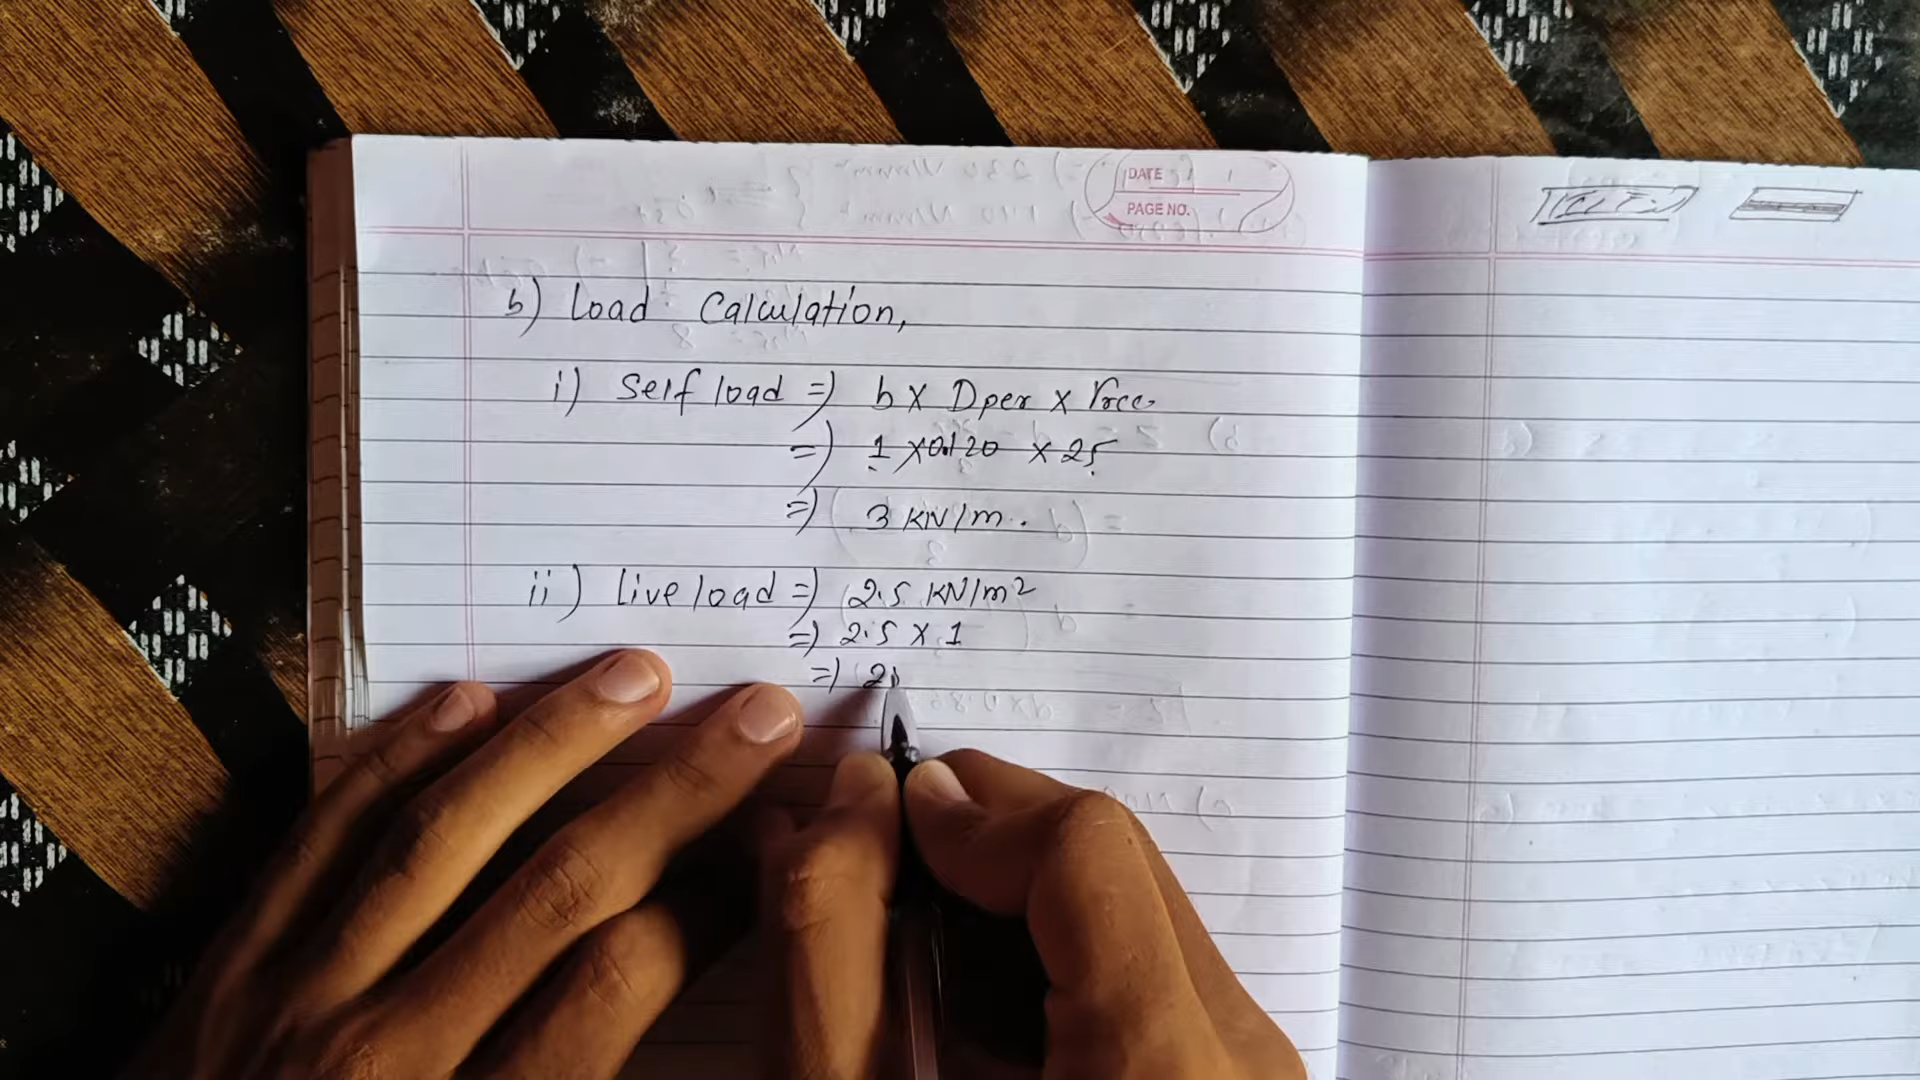 DATE
PAGE NO.
b) Load Calculation,
i) Self load => b x Dper x γrcc.
=> 1 x 0.120 x 25
=> 3 KN/m.
ii) Live load => 2.5 KN/m²
=> 2.5 x 1
=> 2.